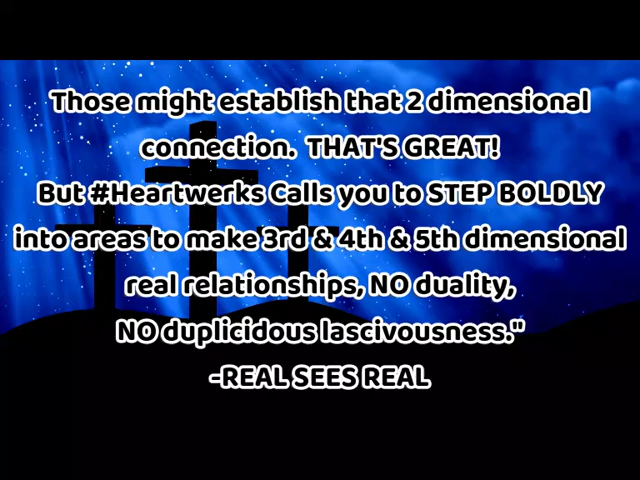 Those might establish that 2 dimensional
connection. THAT'S GREAT!
But #Heartwerks Calls you to STEP BOLDLY
into areas to make 3rd & 4th & 5th dimensional
real relationships, NO duality,
NO duplicidous lascivousness."
-REAL SEES REAL